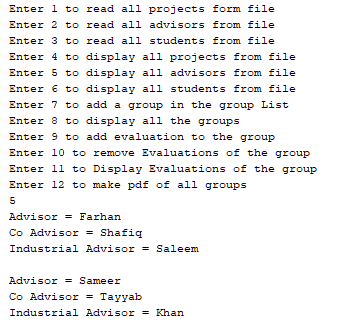 Enter 1 to read all projects form file
Enter 2 to read all advisors from file
Enter 3 to read all students from file
Enter 4 to display all projects from file
Enter 5 to display all advisors from file
Enter 6 to display all students from file
Enter 7 to add a group in the group List
Enter 8 to display all the groups
Enter 9 to add evaluation to the group
Enter 10 to remove Evaluations of the group
Enter 11 to Display Evaluations of the group
Enter 12 to make pdf of all groups
5
Advisor = Farhan
Co Advisor = Shafiq
Industrial Advisor = Saleem
Advisor = Sameer
Co Advisor = Tayyab
Industrial Advisor = Khan